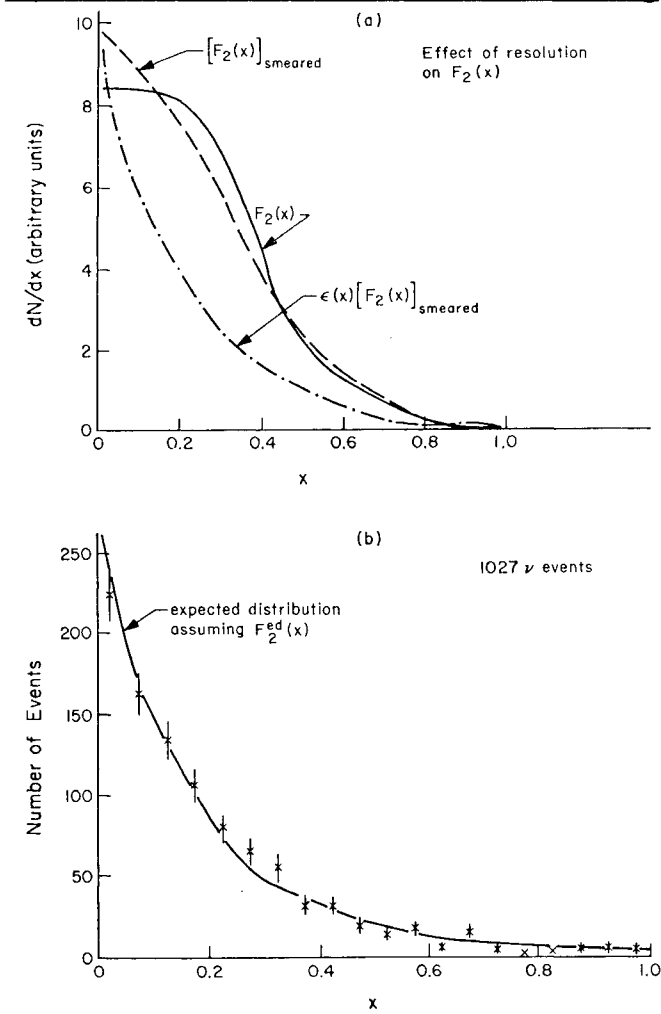 (a)
10
8
6
4
2
0
dN/dx (arbitrary units)
[F₂(x)]smeared
Effect of resolution
on F₂(x)
F₂(x)
ϵ(x)[F₂(x)]smeared
0 0.2 0.4 0.6 0.8 1.0
x
(b)
250
200
150
100
50
0
Number of Events
1027 ν events
expected distribution
assuming F₂ᵉᵈ(x)
0 0.2 0.4 0.6 0.8 1.0
x